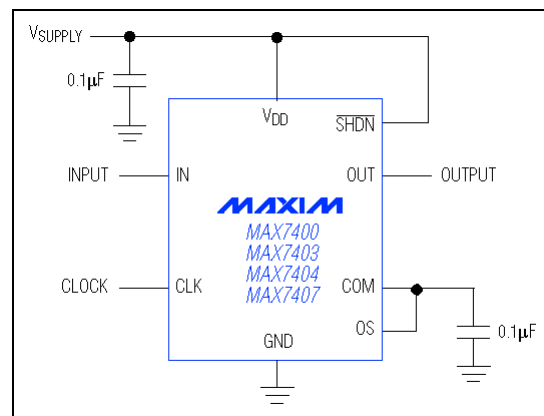 VSUPPLY
0.1µF
VDD
SHDN
INPUT
IN
OUT
OUTPUT
MAXIM
MAX7400
MAX7403
MAX7404
MAX7407
CLOCK
CLK
COM
OS
GND
0.1µF